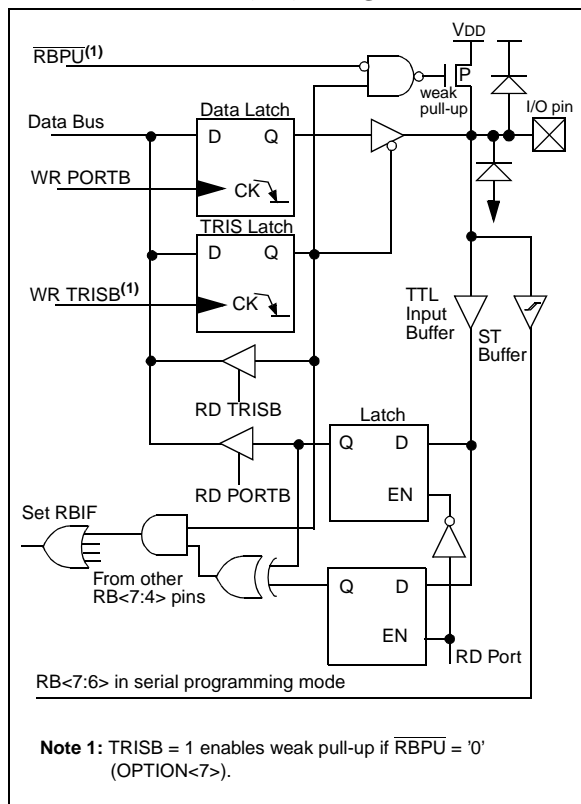 VDD
RBPU(1)
P
weak
pull-up
I/O pin
Data Latch
Data Bus
D Q
WR PORTB
CK
TRIS Latch
D Q
WR TRISB(1)
CK
TTL
Input
Buffer
ST
Buffer
RD TRISB
Latch
Q D
RD PORTB
EN
Set RBIF
From other
RB<7:4> pins
Q D
EN
RD Port
RB<7:6> in serial programming mode
Note 1: TRISB = 1 enables weak pull-up if RBPU = '0'
(OPTION<7>).